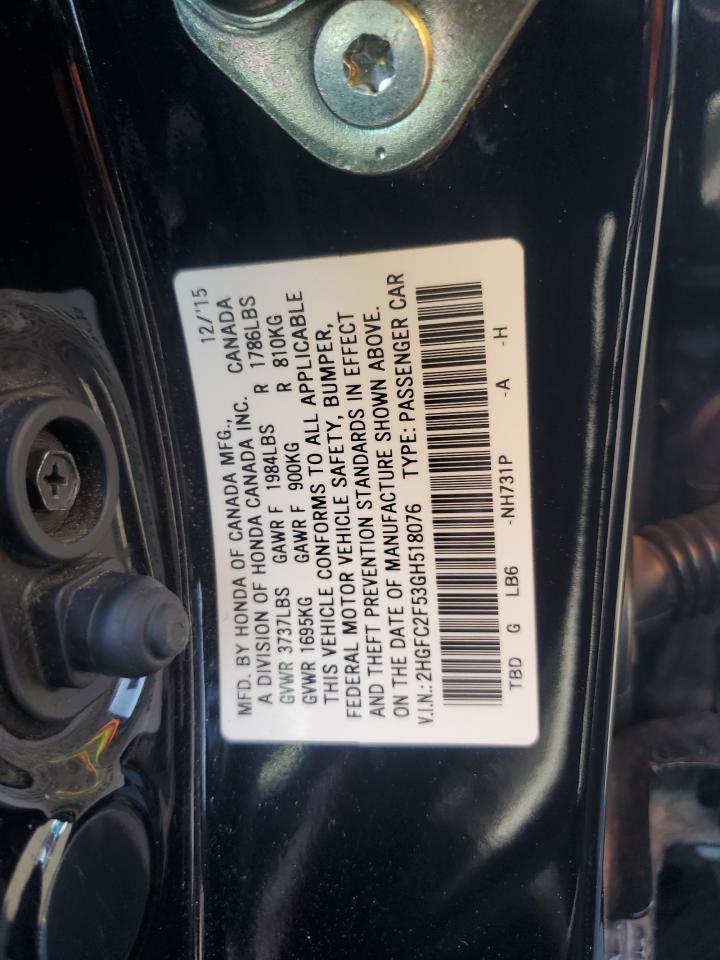 12/'15
MFD. BY HONDA OF CANADA MFG.,
A DIVISION OF HONDA CANADA INC. CANADA
GVWR 3737LBS GAWR F 1984LBS R 1786LBS
GVWR 1695KG GAWR F 900KG R 810KG
THIS VEHICLE CONFORMS TO ALL APPLICABLE
FEDERAL MOTOR VEHICLE SAFETY, BUMPER,
AND THEFT PREVENTION STANDARDS IN EFFECT
ON THE DATE OF MANUFACTURE SHOWN ABOVE.
V.I.N.: 2HGFC2F53GH518076 TYPE: PASSENGER CAR
TBD G LB6 -NH731P -A -H